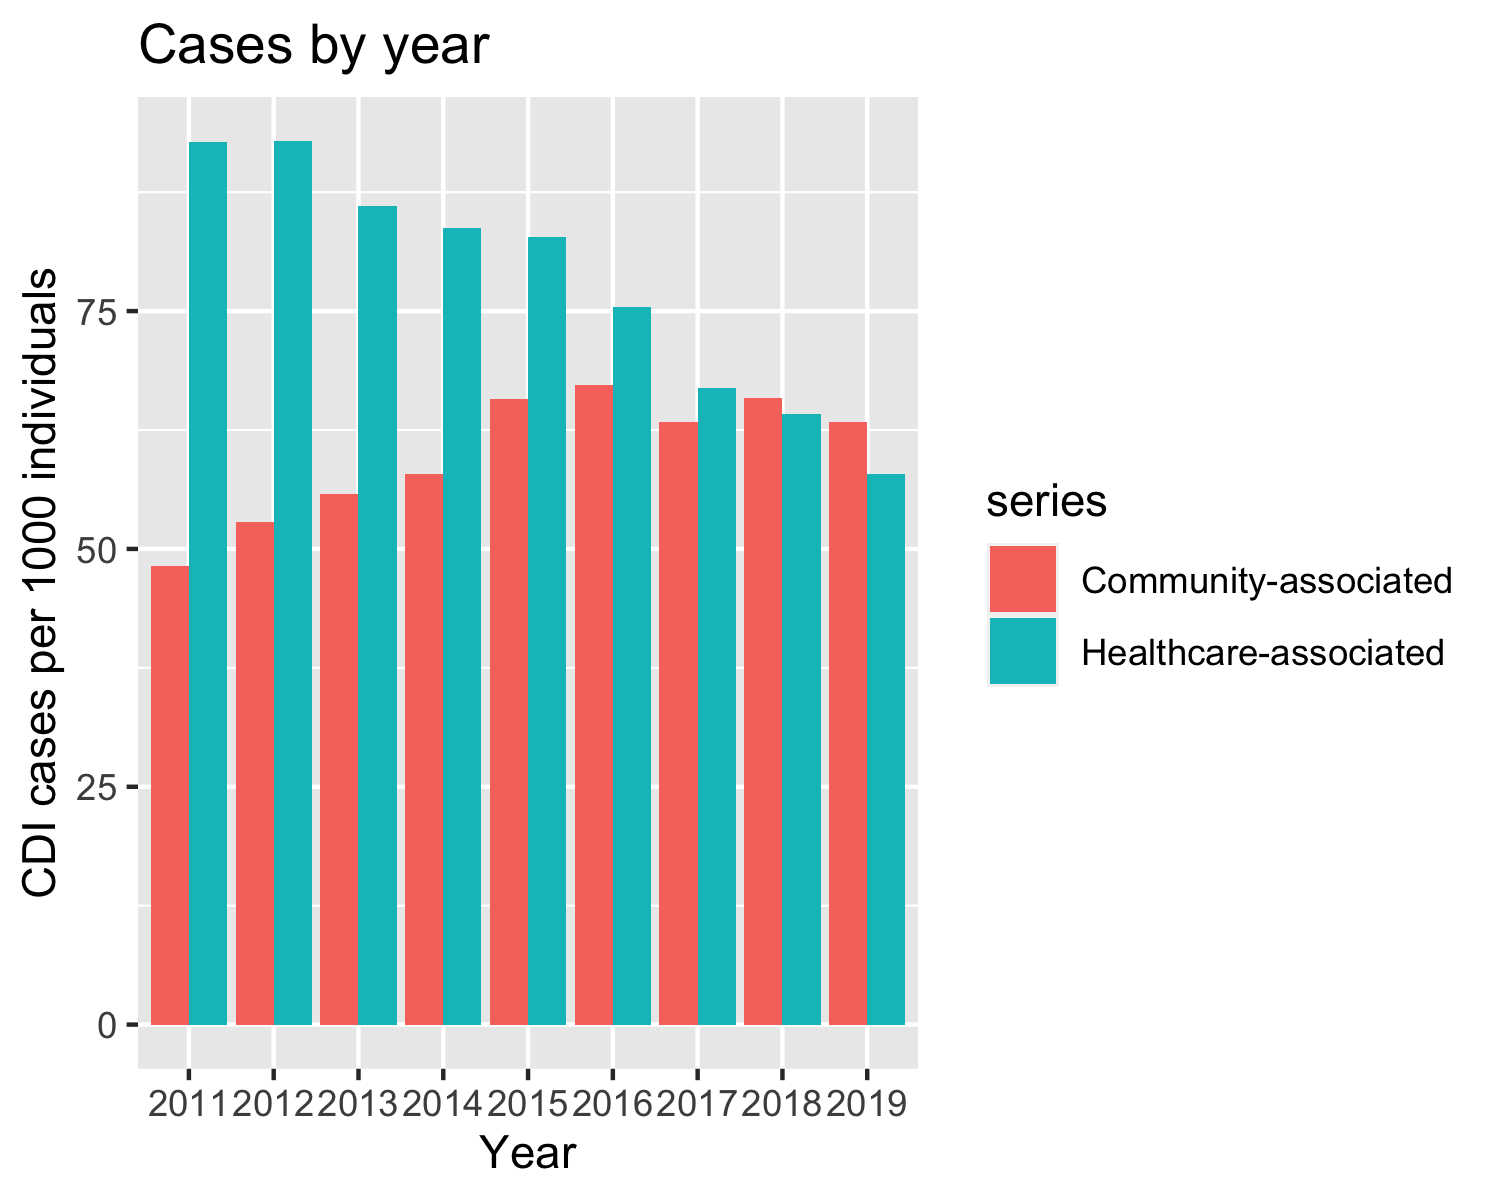 Cases by year
CDI cases per 1000 individuals
75
50
25
0
2011 2012 2013 2014 2015 2016 2017 2018 2019
Year
series
Community-associated
Healthcare-associated